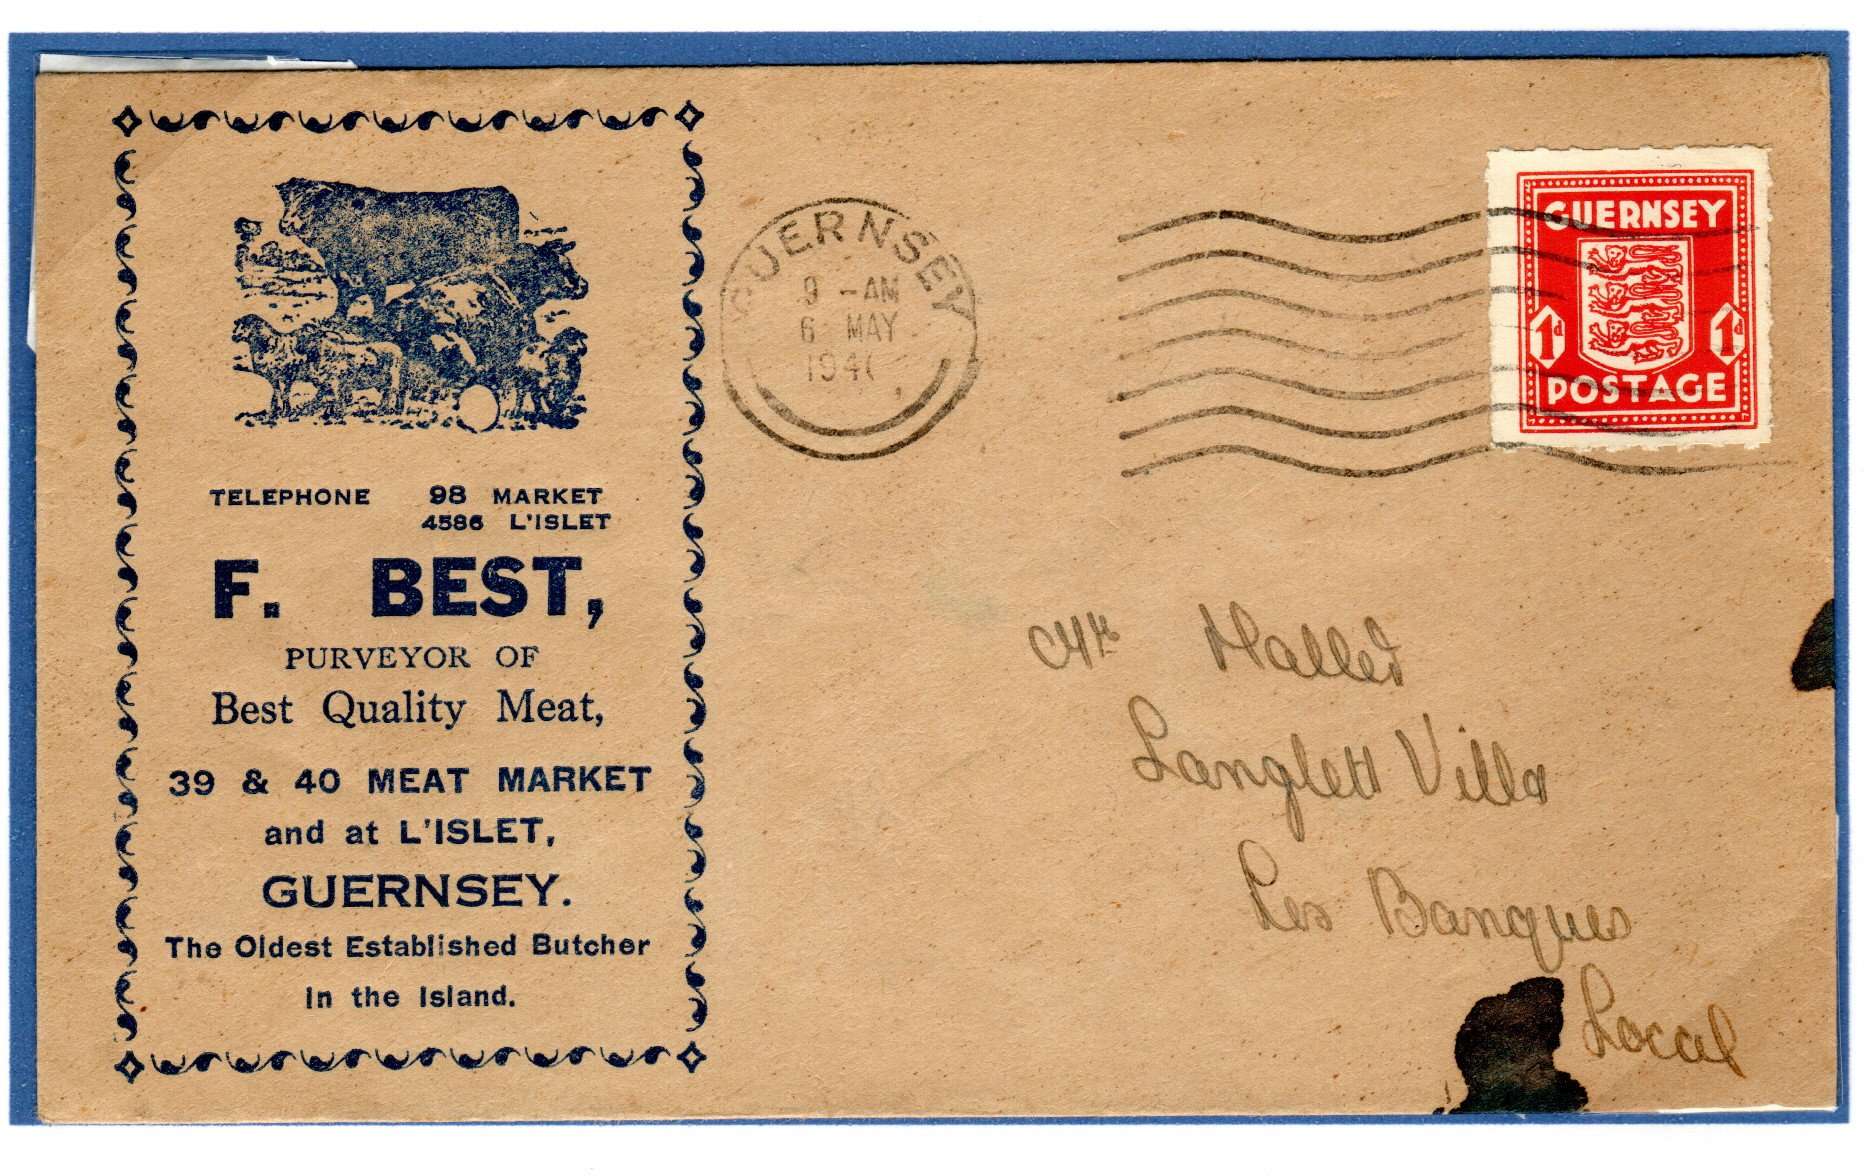 TELEPHONE 98 MARKET
4586 L'ISLET
F. BEST,
PURVEYOR OF
Best Quality Meat,
39 & 40 MEAT MARKET
and at L'ISLET,
GUERNSEY.
The Oldest Established Butcher
in the Island.
GUERNSEY
9 -AM
6 MAY
GUERNSEY
1d 1d
POSTAGE
Mr
Langlett Villa
Les Banques
Local